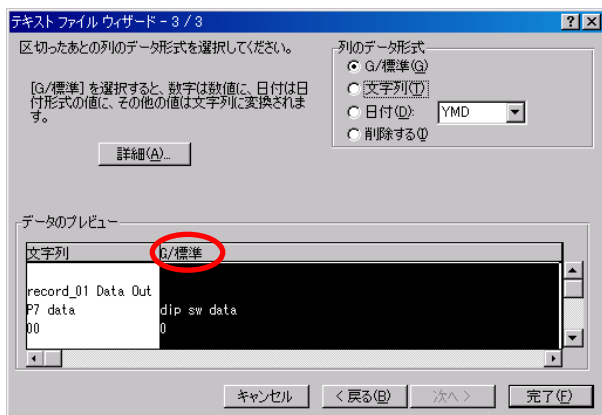 テキスト ファイル ウィザード - 3 / 3
区切ったあとの列のデータ形式を選択してください。
[G/標準] を選択すると、数字は数値に、日付は日
付形式の値に、その他の値は文字列に変換されま
す。
詳細(A)...
列のデータ形式
G/標準(G)
文字列(T)
日付(D): YMD
削除する(I)
データのプレビュー
文字列 G/標準
record_01 Data Out
P7 data dip sw data
00 0
キャンセル < 戻る(B) 次へ > 完了(F)